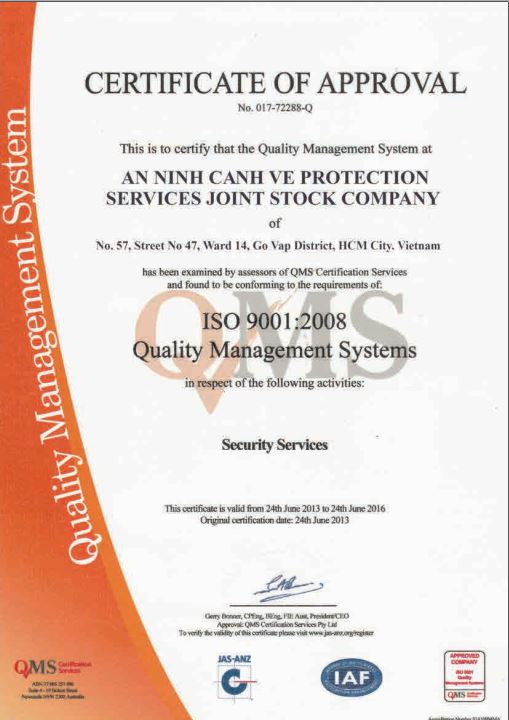 Quality Management System
CERTIFICATE OF APPROVAL
No. 017-72288-Q
This is to certify that the Quality Management System at
AN NINH CANH VE PROTECTION
SERVICES JOINT STOCK COMPANY
of
No. 57, Street No 47, Ward 14, Go Vap District, HCM City, Vietnam
has been examined by assessors of QMS Certification Services
and found to be conforming to the requirements of:
QMS
ISO 9001:2008
Quality Management Systems
in respect of the following activities:
Security Services
This certificate is valid from 24th June 2013 to 24th June 2016
Original certification date: 24th June 2013
Gerry Bonner, CPEng, BEng, FIE Aust, President/CEO
Approval: QMS Certification Services Pty Ltd
To verify the validity of this certificate please visit www.jas-anz.org/register
QMS Certification
Services
JAS-ANZ
C
IAF
APPROVED
COMPANY
ISO 9001
Quality
Management Systems
QMS
Accreditation Number